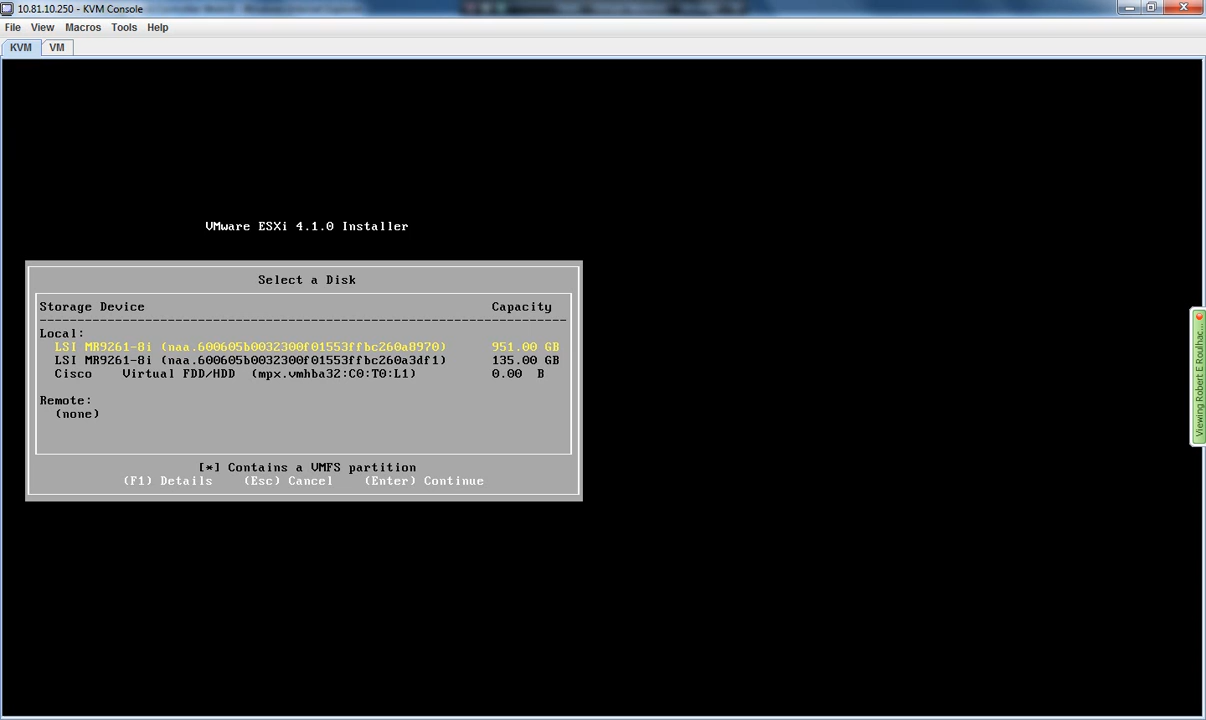 10.81.10.250 - KVM Console
File View Macros Tools Help
KVM VM
VMware ESXi 4.1.0 Installer
Select a Disk
Storage Device Capacity
Local:
LSI MR9261-8i (naa.600605b0032300f01553ffbc260a8970) 951.00 GB
LSI MR9261-8i (naa.600605b0032300f01553ffbc260a3df1) 135.00 GB
Cisco Virtual FDD/HDD (mpx.vmhba32:C0:T0:L1) 0.00 B
Remote:
(none)
[*] Contains a VMFS partition
(F1) Details (Esc) Cancel (Enter) Continue
Viewing Robert E Roulhac...